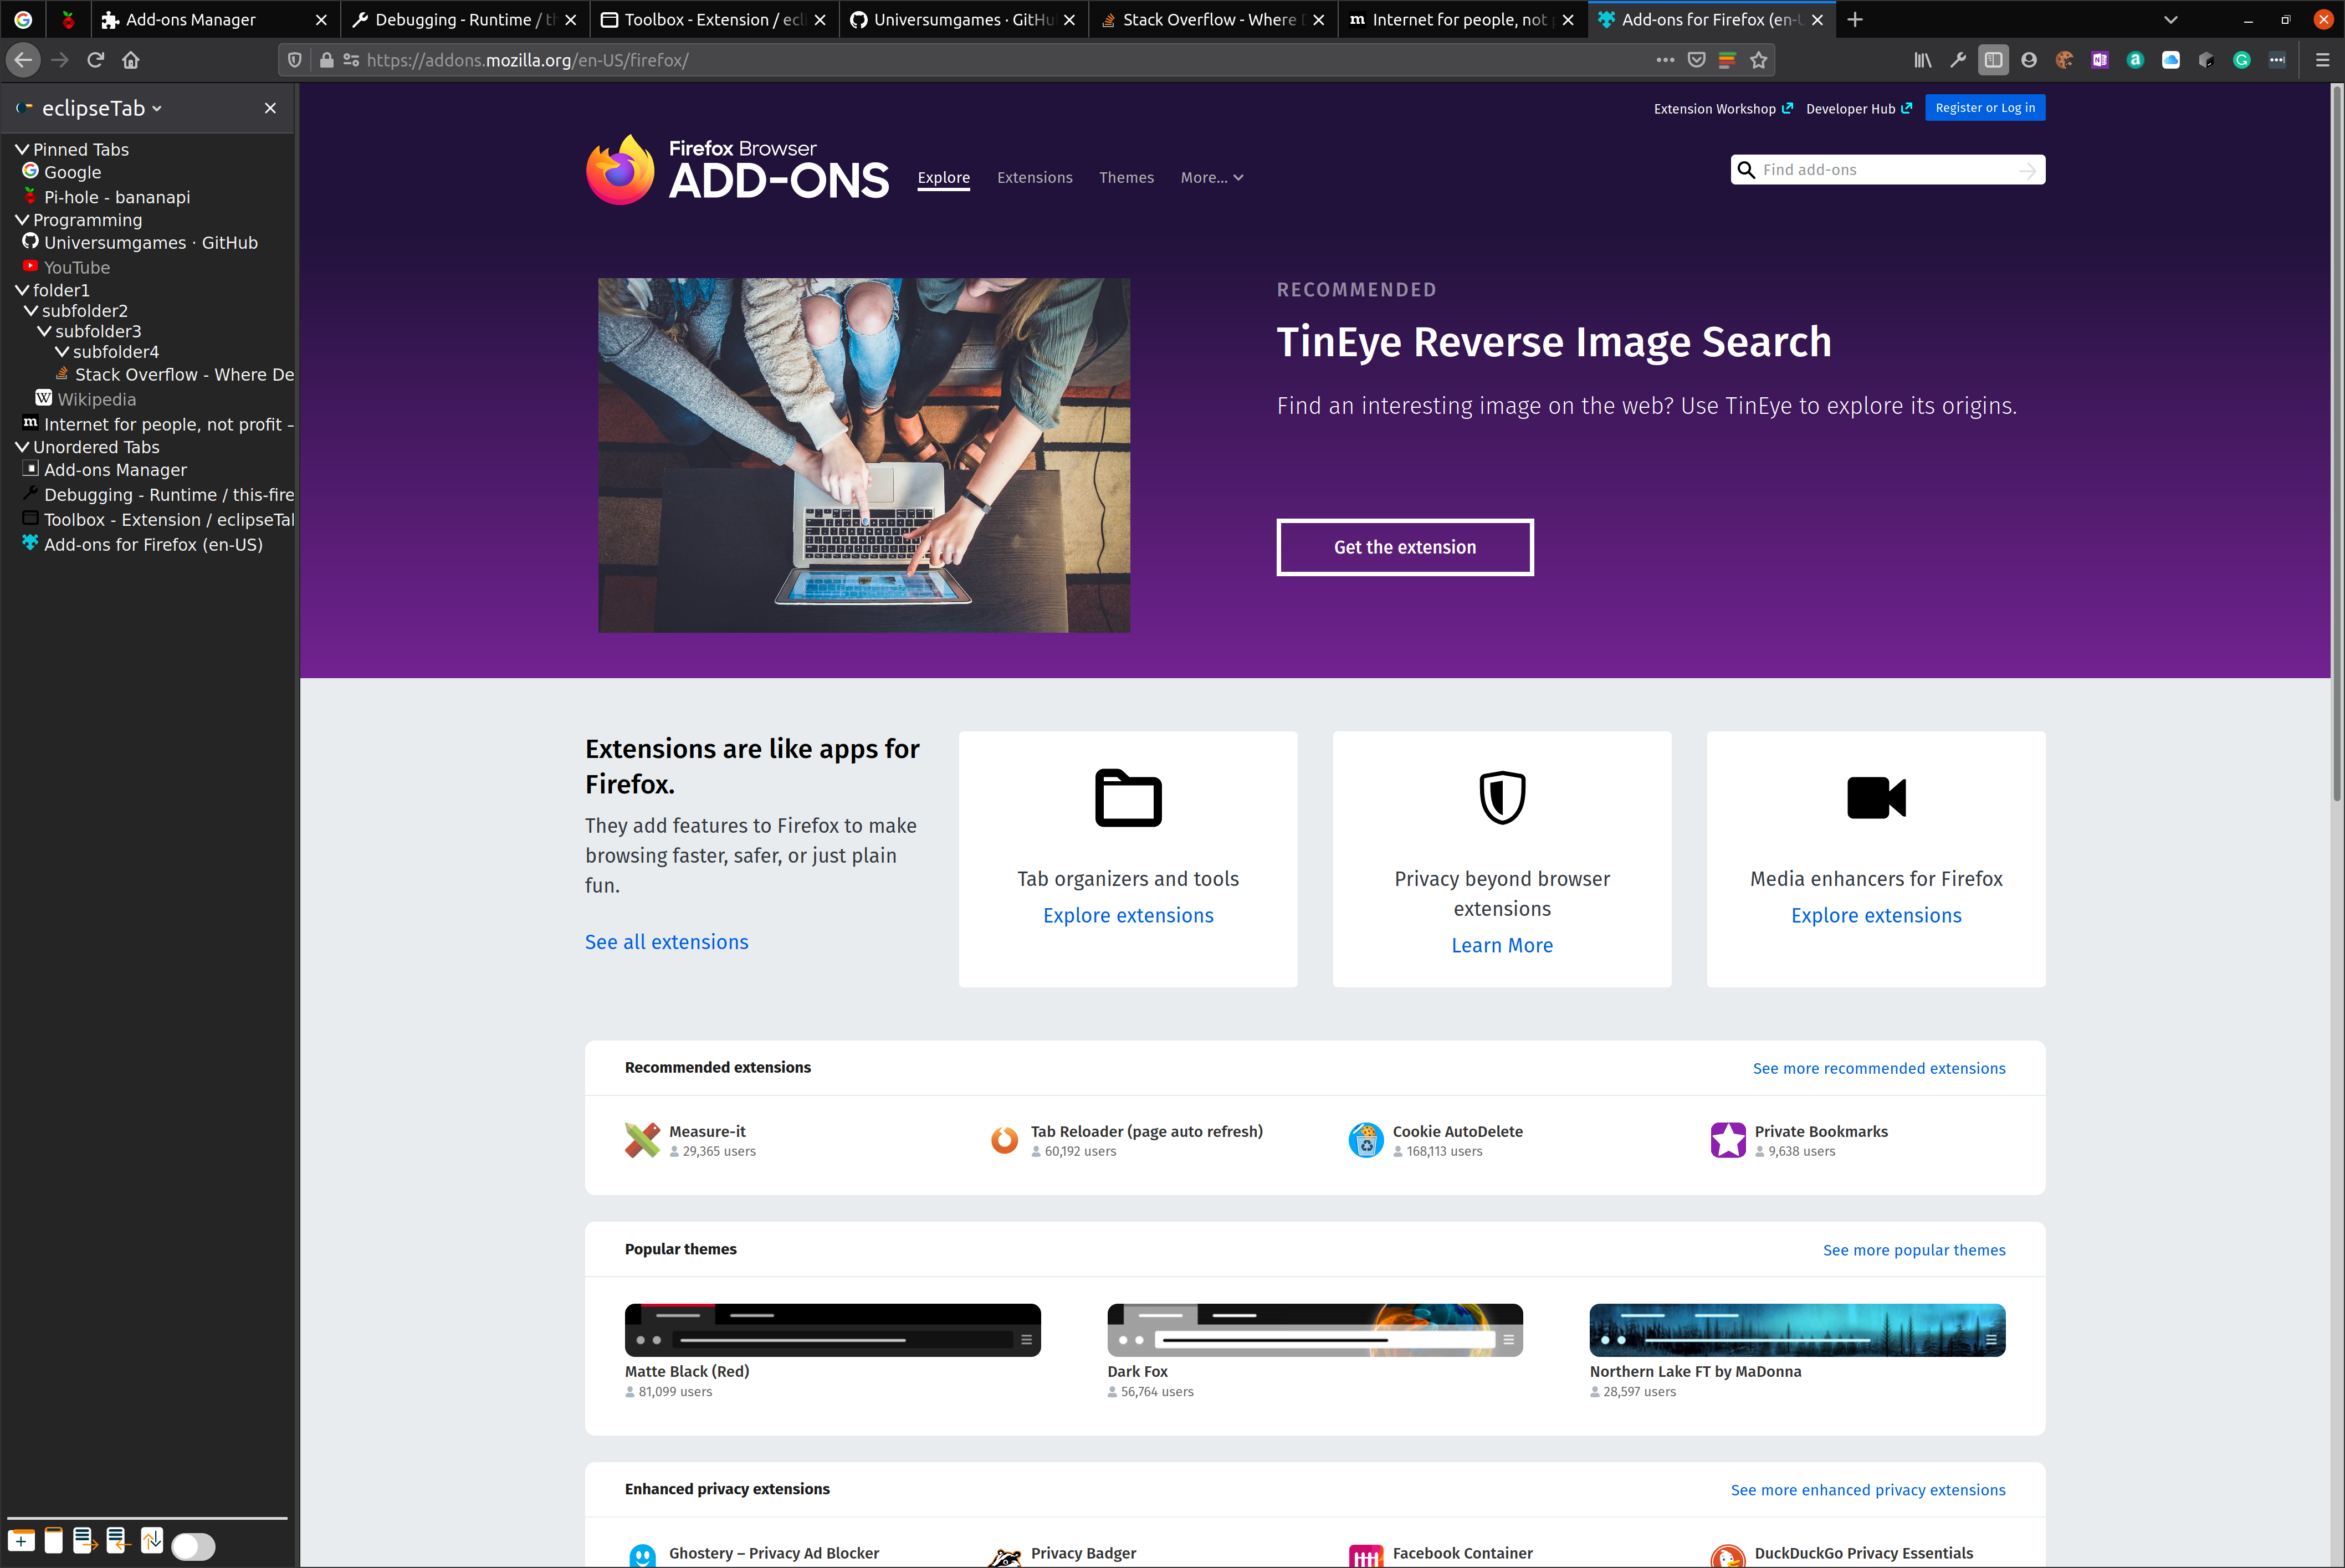 Add-ons Manager
Debugging - Runtime / th
Toolbox - Extension / ecli
Universumgames · GitHu
Stack Overflow - Where
Internet for people, not
Add-ons for Firefox (en-U
https://addons.mozilla.org/en-US/firefox/
eclipseTab
Pinned Tabs
Google
Pi-hole - bananapi
Programming
Universumgames · GitHub
YouTube
folder1
subfolder2
subfolder3
subfolder4
Stack Overflow - Where De
Wikipedia
Internet for people, not profit –
Unordered Tabs
Add-ons Manager
Debugging - Runtime / this-fire
Toolbox - Extension / eclipseTa
Add-ons for Firefox (en-US)
Extension Workshop Developer Hub Register or Log in
Firefox Browser
ADD-ONS
Explore Extensions Themes More...
Find add-ons
RECOMMENDED
TinEye Reverse Image Search
Find an interesting image on the web? Use TinEye to explore its origins.
Get the extension
Extensions are like apps for
Firefox.
They add features to Firefox to make
browsing faster, safer, or just plain
fun.
See all extensions
Tab organizers and tools
Explore extensions
Privacy beyond browser
extensions
Learn More
Media enhancers for Firefox
Explore extensions
Recommended extensions
See more recommended extensions
Measure-it
29,365 users
Tab Reloader (page auto refresh)
60,192 users
Cookie AutoDelete
168,113 users
Private Bookmarks
9,638 users
Popular themes
See more popular themes
Matte Black (Red)
81,099 users
Dark Fox
56,764 users
Northern Lake FT by MaDonna
28,597 users
Enhanced privacy extensions
See more enhanced privacy extensions
Ghostery – Privacy Ad Blocker
Privacy Badger
Facebook Container
DuckDuckGo Privacy Essentials